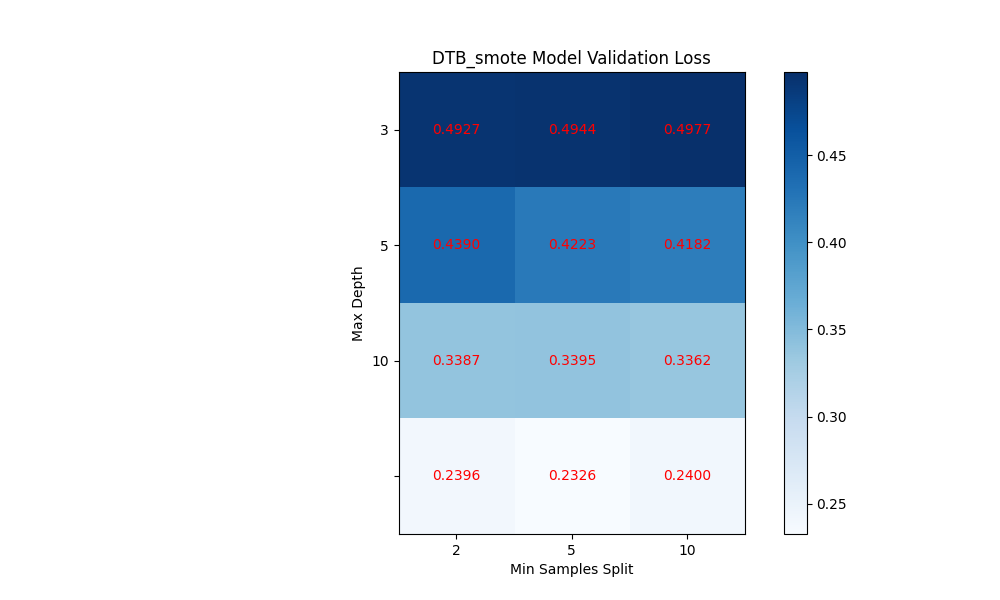 DTB_smote Model Validation Loss
3
0.4927 0.4944 0.4977
5
0.4390 0.4223 0.4182
10
0.3387 0.3395 0.3362
0.2396 0.2326 0.2400
2 5 10
Min Samples Split
Max Depth
0.45
0.40
0.35
0.30
0.25